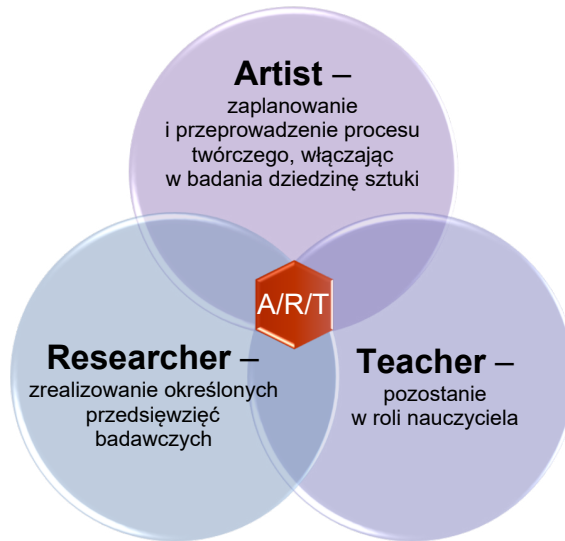 Artist –
zaplanowanie
i przeprowadzenie procesu
twórczego, włączając
w badania dziedzinę sztuki
A/R/T
Researcher –
zrealizowanie określonych
przedsięwzięć
badawczych
Teacher –
pozostanie
w roli nauczyciela